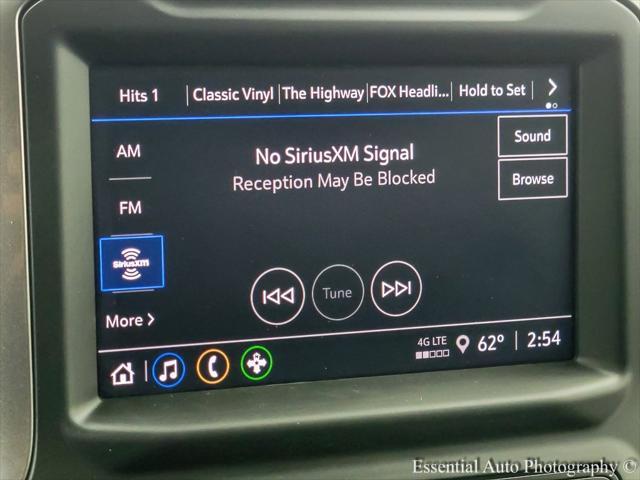 Hits 1 Classic Vinyl The Highway FOX Headli... Hold to Set
AM
No SiriusXM Signal
Sound
Reception May Be Blocked
Browse
FM
SiriusXM
Tune
More
4G LTE
62° 2:54
Essential Auto Photography ©